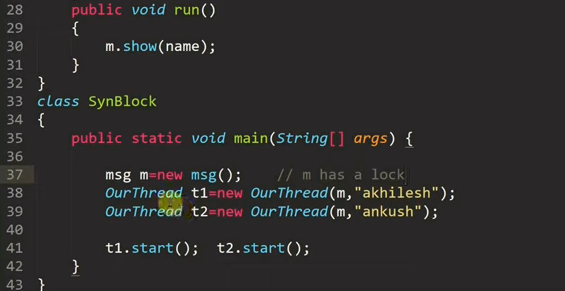 28 public void run()
29 {
30 m.show(name);
31 }
32 }
33 class SynBlock
34 {
35 public static void main(String[] args) {
36
37 msg m=new msg(); // m has a lock
38 OurThread t1=new OurThread(m,"akhilesh");
39 OurThread t2=new OurThread(m,"ankush");
40
41 t1.start(); t2.start();
42 }
43 }